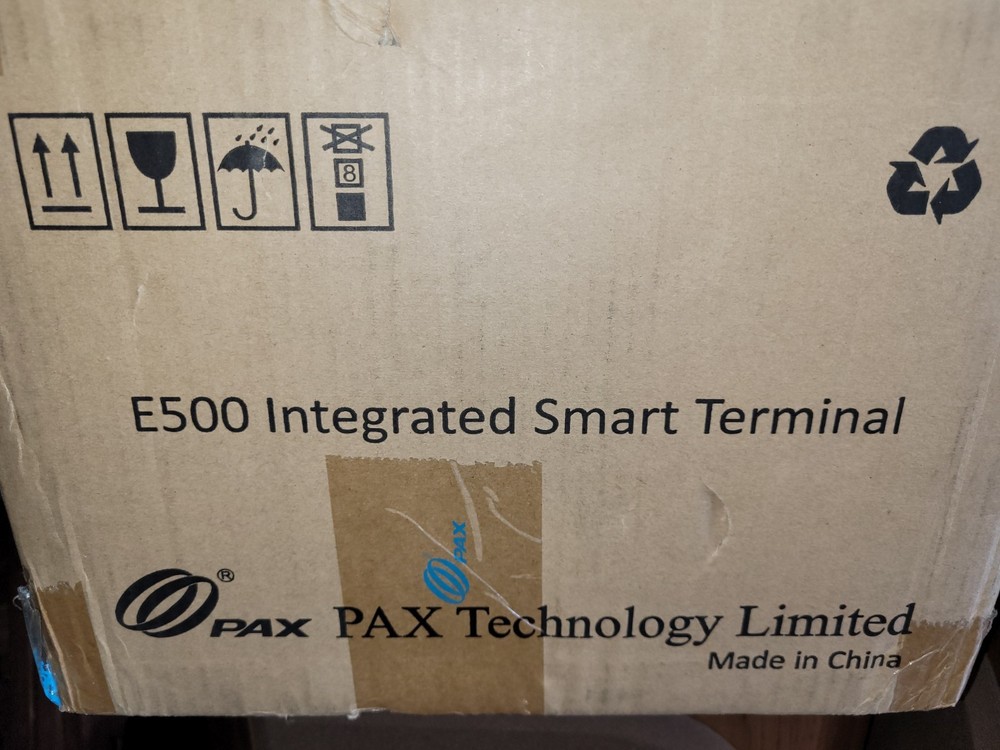 8
E500 Integrated Smart Terminal
PAX
® PAX PAX Technology Limited
Made in China